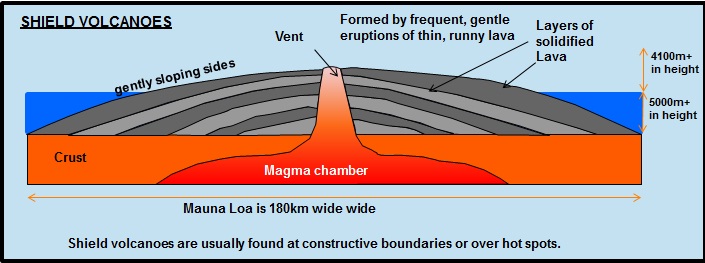 SHIELD VOLCANOES
Formed by frequent, gentle
eruptions of thin, runny lava
Layers of
solidified
Lava
Vent
gently sloping sides
4100m+
in height
5000m+
in height
Crust
Magma chamber
Mauna Loa is 180km wide wide
Shield volcanoes are usually found at constructive boundaries or over hot spots.